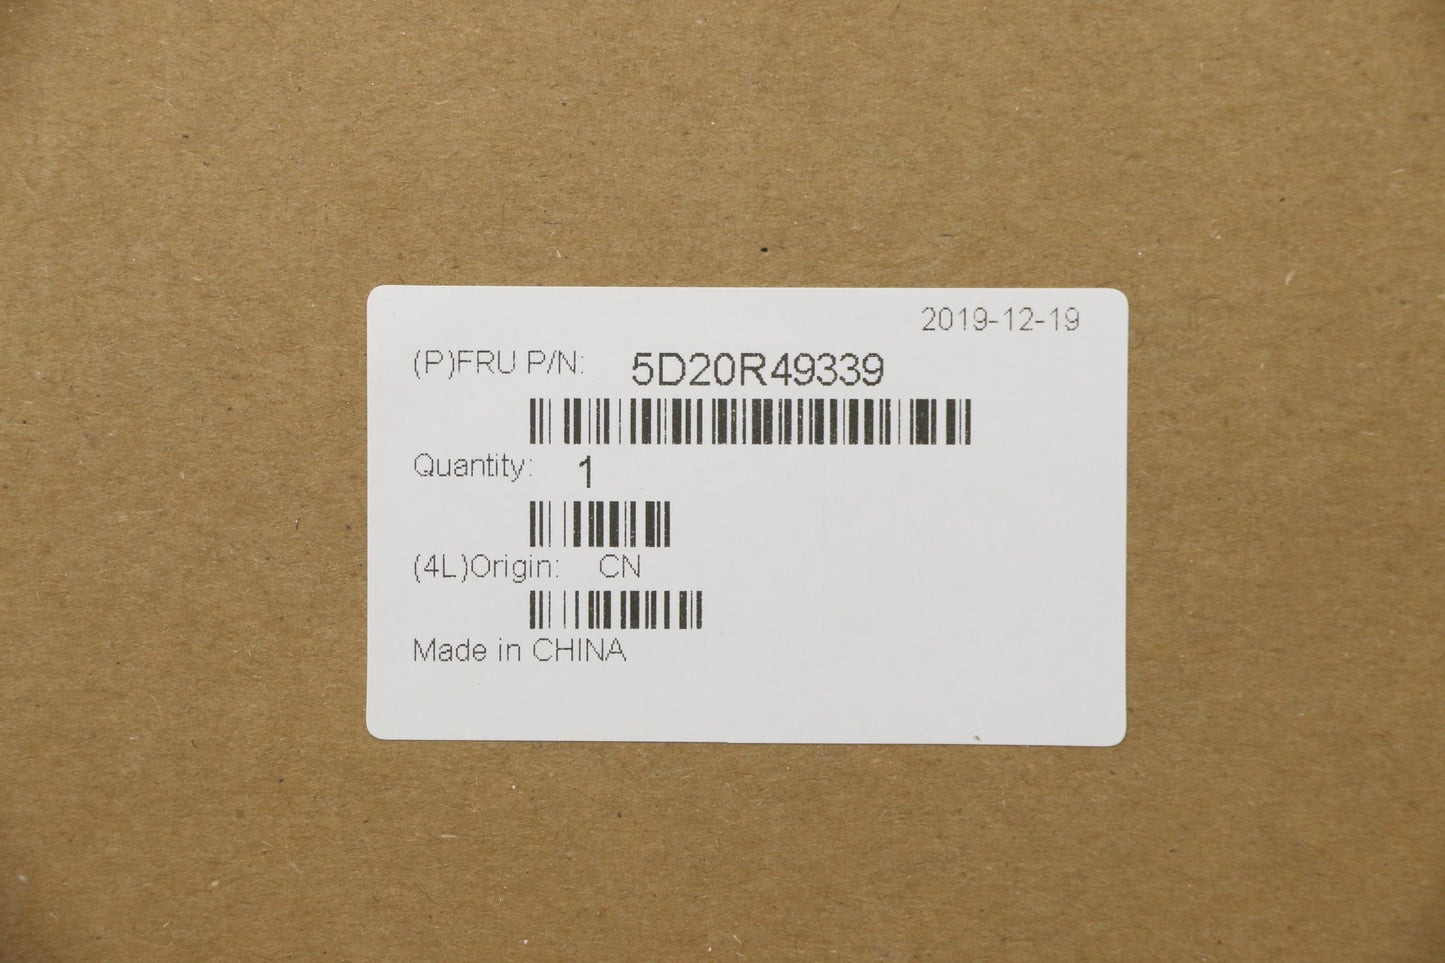 2019-12-19
(P)FRU P/N: 5D20R49339
Quantity: 1
(4L)Origin: CN
Made in CHINA